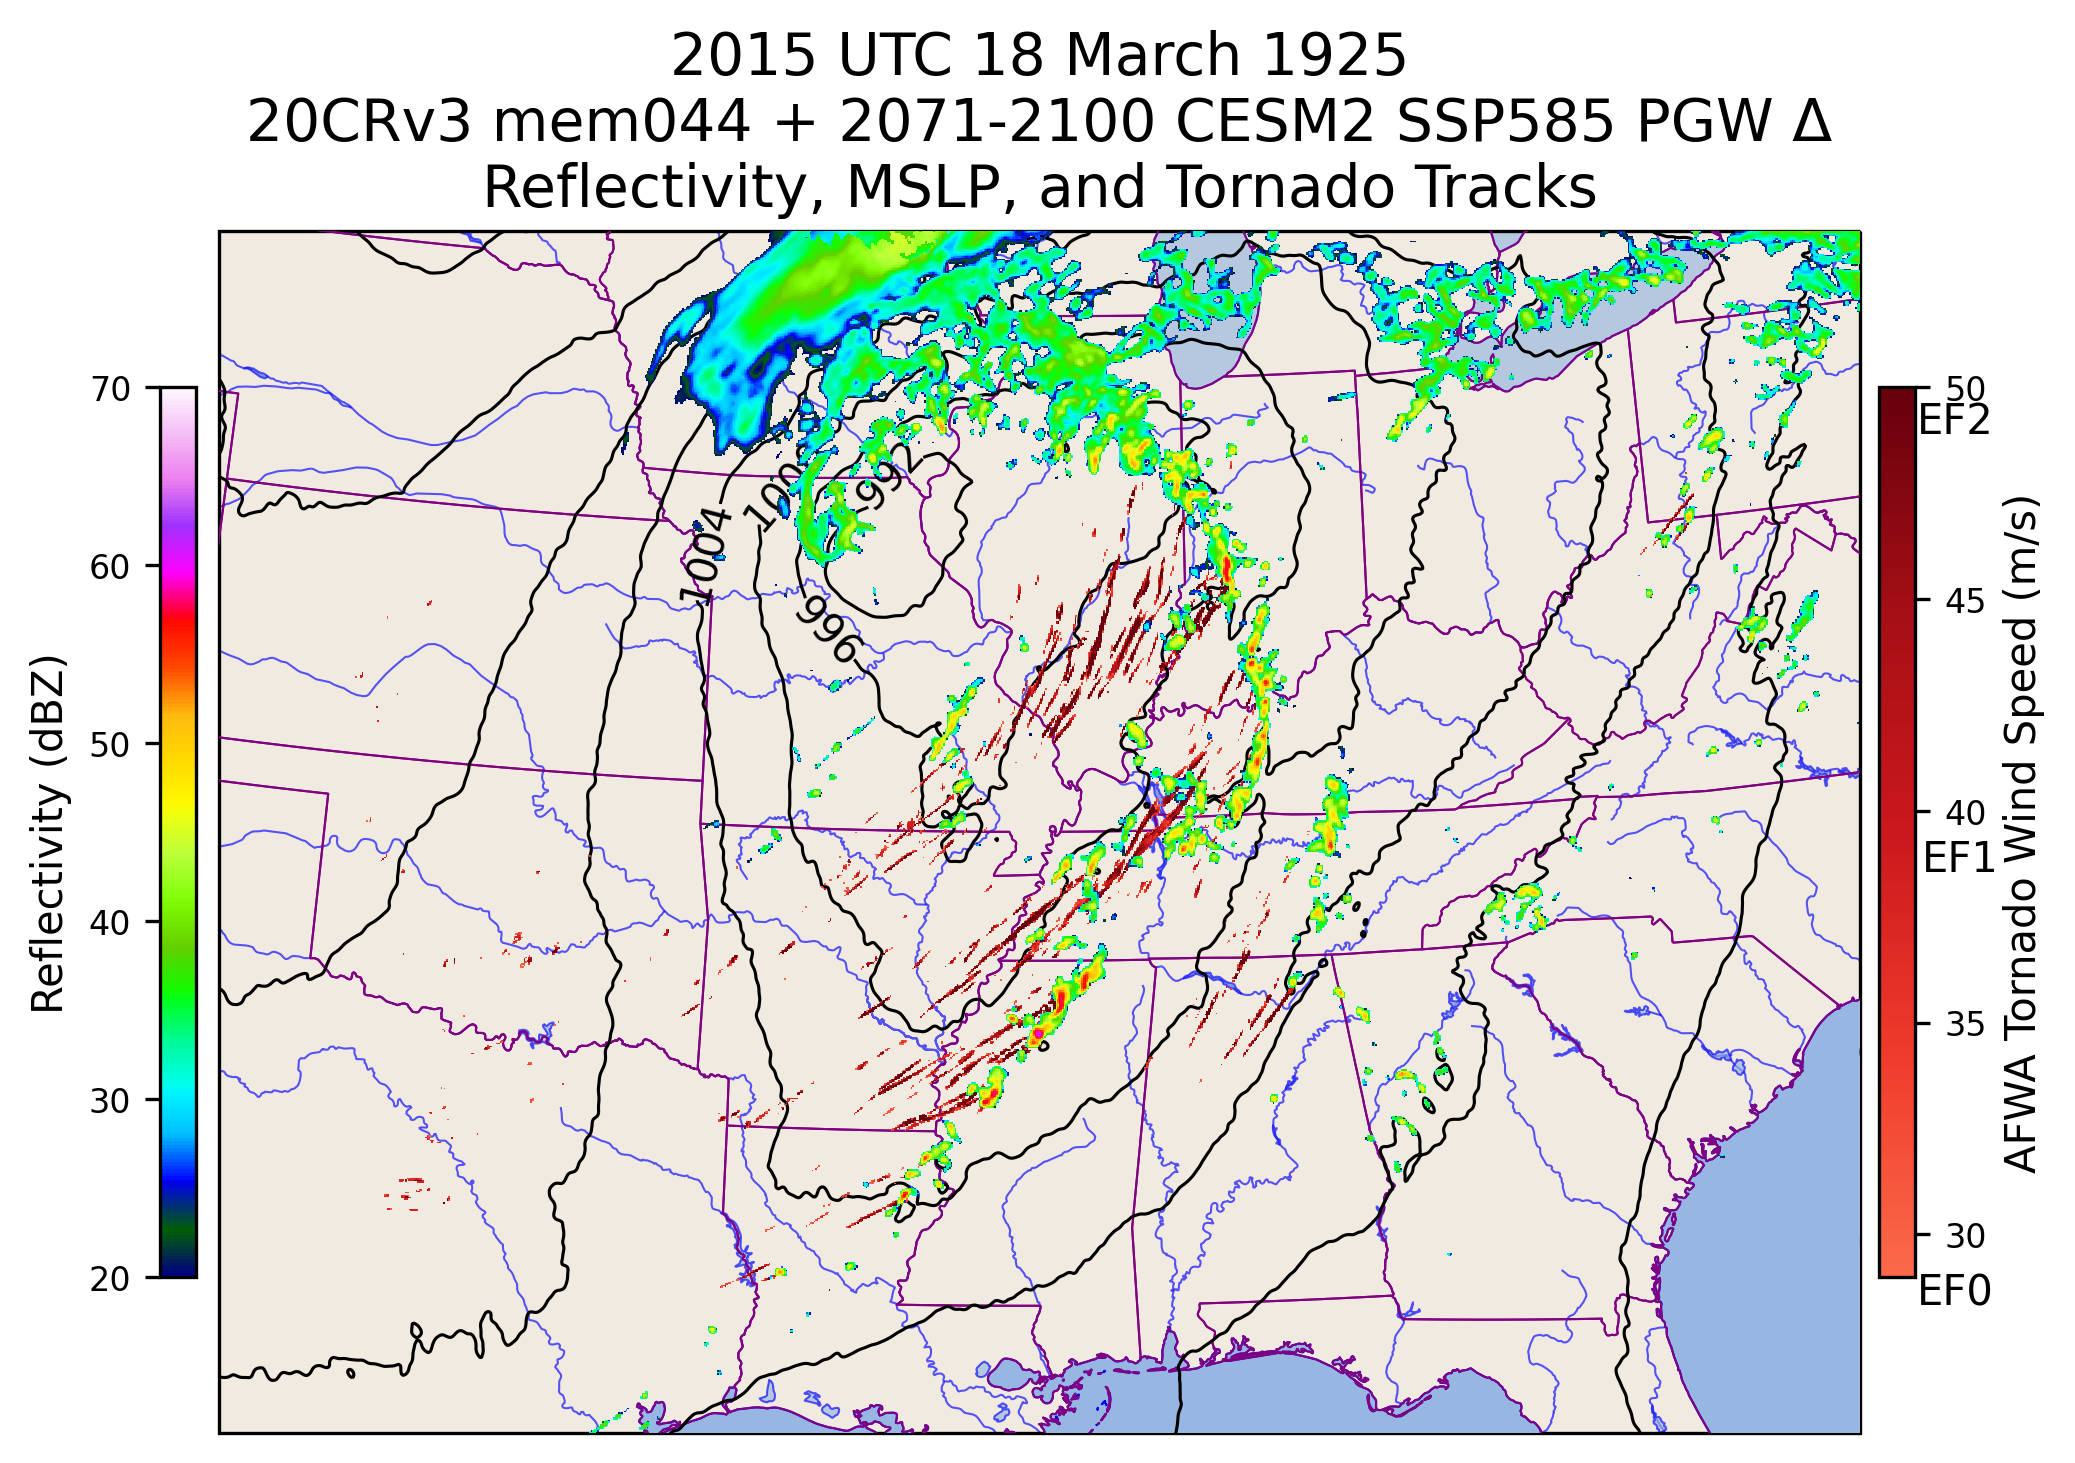 2015 UTC 18 March 1925
20CRv3 mem044 + 2071-2100 CESM2 SSP585 PGW Δ
Reflectivity, MSLP, and Tornado Tracks
Reflectivity (dBZ)
70
60
50
40
30
20
992
1004
996
50
EF2
45
40
EF1
35
30
EF0
AFWA Tornado Wind Speed (m/s)